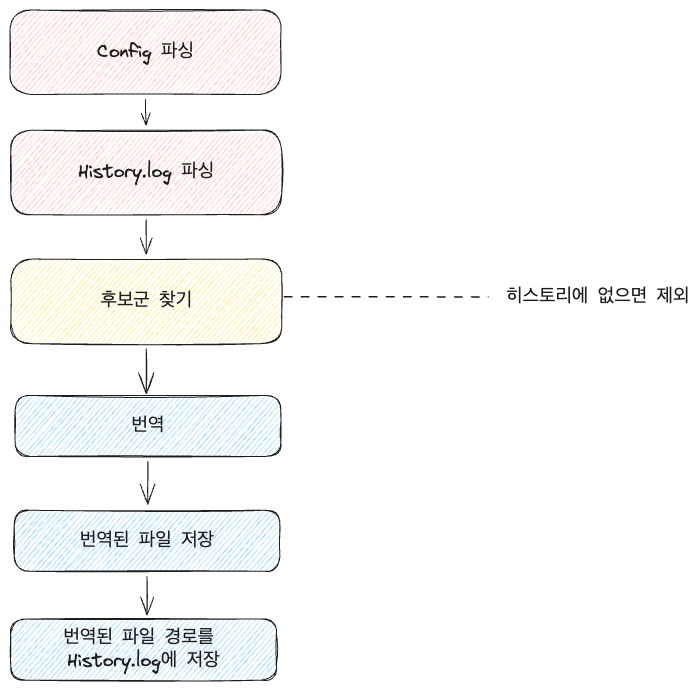 Config 파싱
History.log 파싱
후보군 찾기
히스토리에 없으면 제외
번역
번역된 파일 저장
번역된 파일 경로를
History.log에 저장